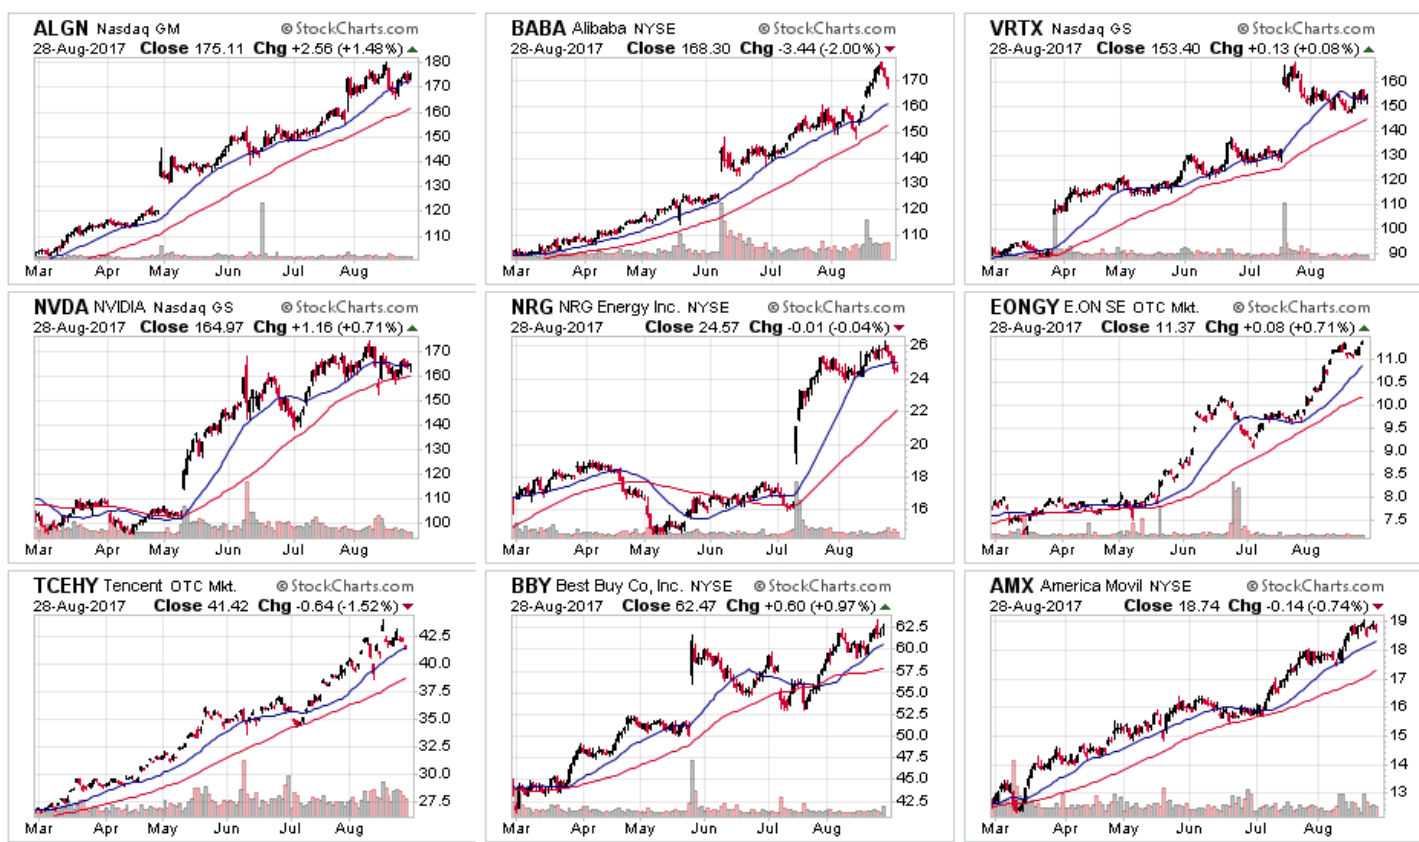 ALGN Nasdaq GM © StockCharts.com
28-Aug-2017 Close 175.11 Chg +2.56 (+1.48%)
180
170
160
150
140
130
120
110
Mar Apr May Jun Jul Aug
BABA Alibaba NYSE © StockCharts.com
28-Aug-2017 Close 168.30 Chg -3.44 (-2.00%)
170
160
150
140
130
120
110
Mar Apr May Jun Jul Aug
VRTX Nasdaq GS © StockCharts.com
28-Aug-2017 Close 153.40 Chg +0.13 (+0.08%)
160
150
140
130
120
110
100
90
Mar Apr May Jun Jul Aug
NVDA NVIDIA Nasdaq GS © StockCharts.com
28-Aug-2017 Close 164.97 Chg +1.16 (+0.71%)
170
160
150
140
130
120
110
100
Mar Apr May Jun Jul Aug
NRG NRG Energy Inc. NYSE © StockCharts.com
28-Aug-2017 Close 24.57 Chg -0.01 (-0.04%)
26
24
22
20
18
16
Mar Apr May Jun Jul Aug
EONGY E.ON SE OTC Mkt. © StockCharts.com
28-Aug-2017 Close 11.37 Chg +0.08 (+0.71%)
11.0
10.5
10.0
9.5
9.0
8.5
8.0
7.5
Mar Apr May Jun Jul Aug
TCEHY Tencent OTC Mkt. © StockCharts.com
28-Aug-2017 Close 41.42 Chg -0.64 (-1.52%)
42.5
40.0
37.5
35.0
32.5
30.0
27.5
Mar Apr May Jun Jul Aug
BBY Best Buy Co, Inc. NYSE © StockCharts.com
28-Aug-2017 Close 62.47 Chg +0.60 (+0.97%)
62.5
60.0
57.5
55.0
52.5
50.0
47.5
45.0
42.5
Mar Apr May Jun Jul Aug
AMX America Movil NYSE © StockCharts.com
28-Aug-2017 Close 18.74 Chg -0.14 (-0.74%)
19
18
17
16
15
14
13
Mar Apr May Jun Jul Aug